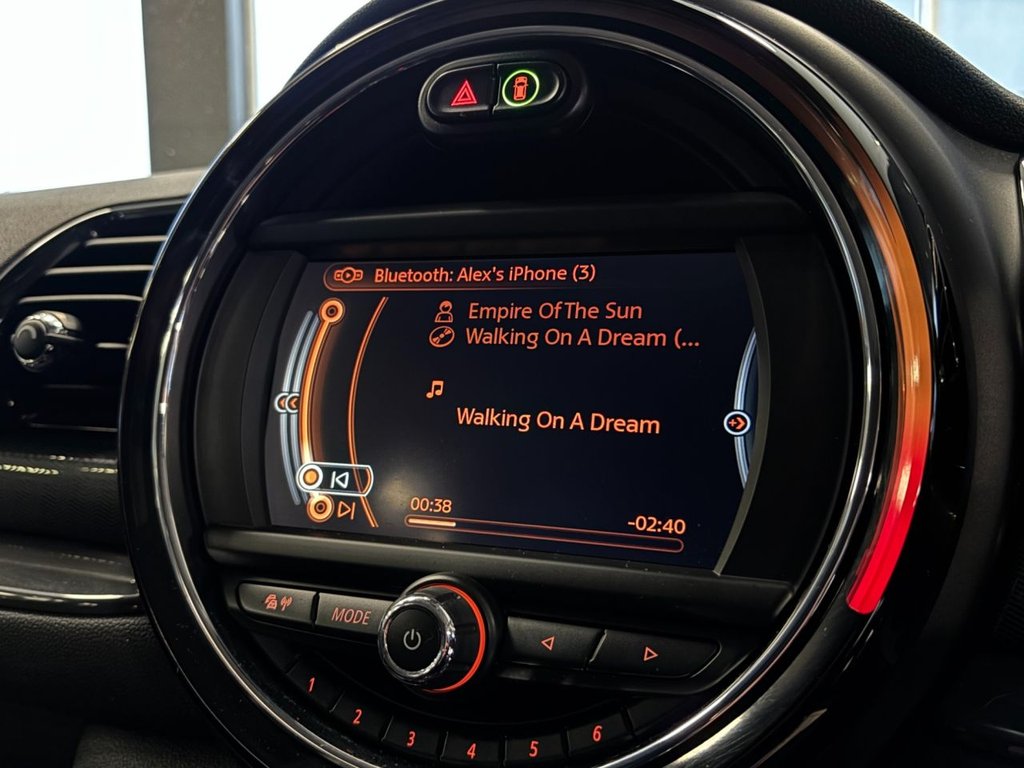 Bluetooth: Alex's iPhone (3)
Empire Of The Sun
Walking On A Dream (...
Walking On A Dream
00:38 -02:40
MODE
1 2 3 4 5 6